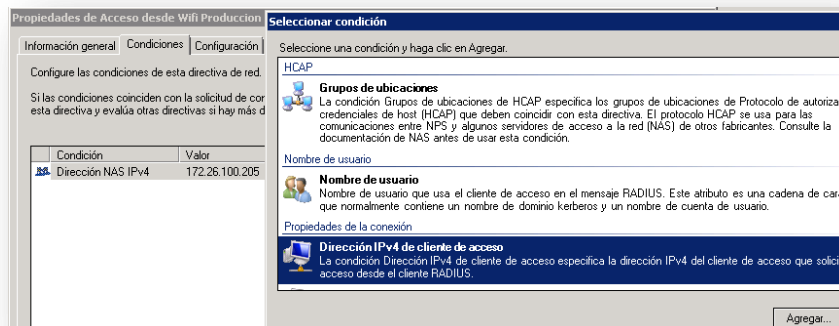 Propiedades de Acceso desde Wifi Produccion
Información general
Condiciones
Configuración
Configure las condiciones de esta directiva de red.
Si las condiciones coinciden con la solicitud de
esta directiva y evalúa otras directivas si hay más
Condición
Valor
Dirección NAS IPv4
172.26.100.205
Seleccionar condición
Seleccione una condición y haga clic en Agregar.
HCAP
Grupos de ubicaciones
La condición Grupos de ubicaciones de HCAP especifica los grupos de ubicaciones de Protocolo de
credenciales de host (HCAP) que deben coincidir con esta directiva. El protocolo HCAP se usa para las
comunicaciones entre NPS y algunos servidores de acceso a la red (NAS) de otros fabricantes. Consulte la
documentación de NAS antes de usar esta condición.
Nombre de usuario
Nombre de usuario
Nombre de usuario que usa el cliente de acceso en el mensaje RADIUS. Este atributo es una cadena de
que normalmente contiene un nombre de dominio kerberos y un nombre de cuenta de usuario.
Propiedades de la conexión
Dirección IPv4 de cliente de acceso
La condición Dirección IPv4 de cliente de acceso especifica la dirección IPv4 del cliente de acceso que
acceso desde el cliente RADIUS.
Agregar...